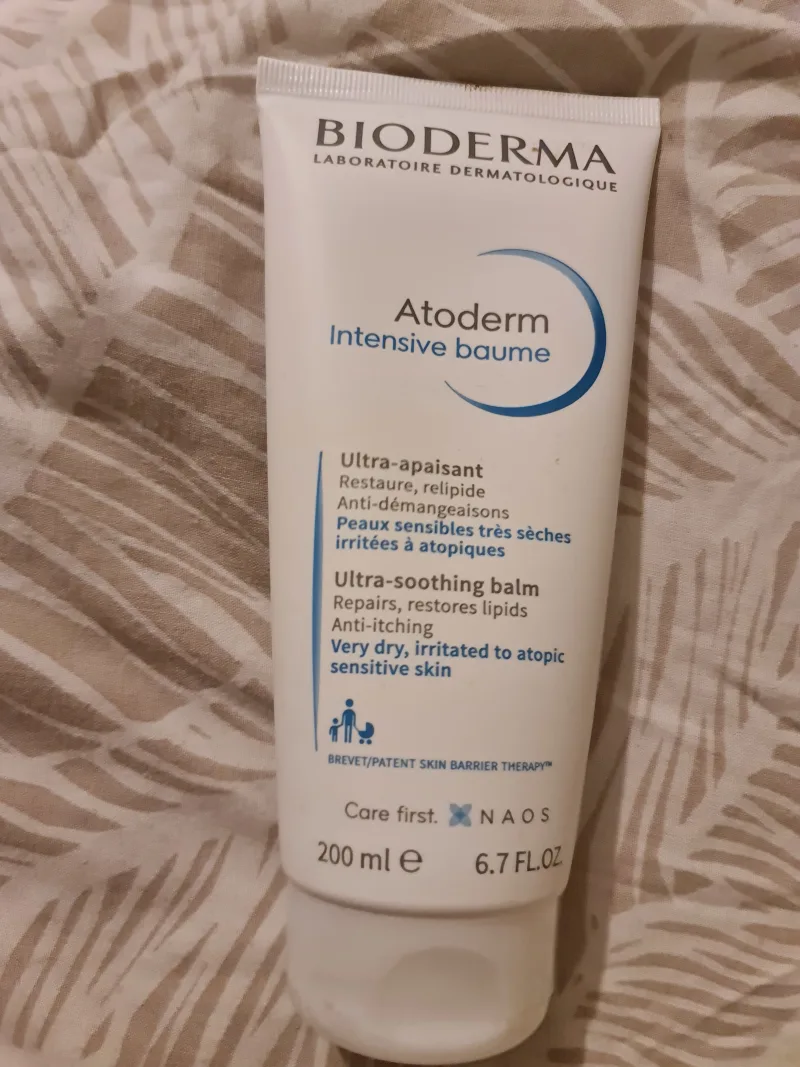 BIODERMA
LABORATOIRE DERMATOLOGIQUE
Atoderm
Intensive baume
Ultra-apaisant
Restaure, relipide
Anti-démangeaisons
Peaux sensibles très sèches
irritées à atopiques
Ultra-soothing balm
Repairs, restores lipids
Anti-itching
Very dry, irritated to atopic
sensitive skin
BREVET/PATENT SKIN BARRIER THERAPY™
Care first. NAOS
200 ml ℮ 6.7 FL.OZ.